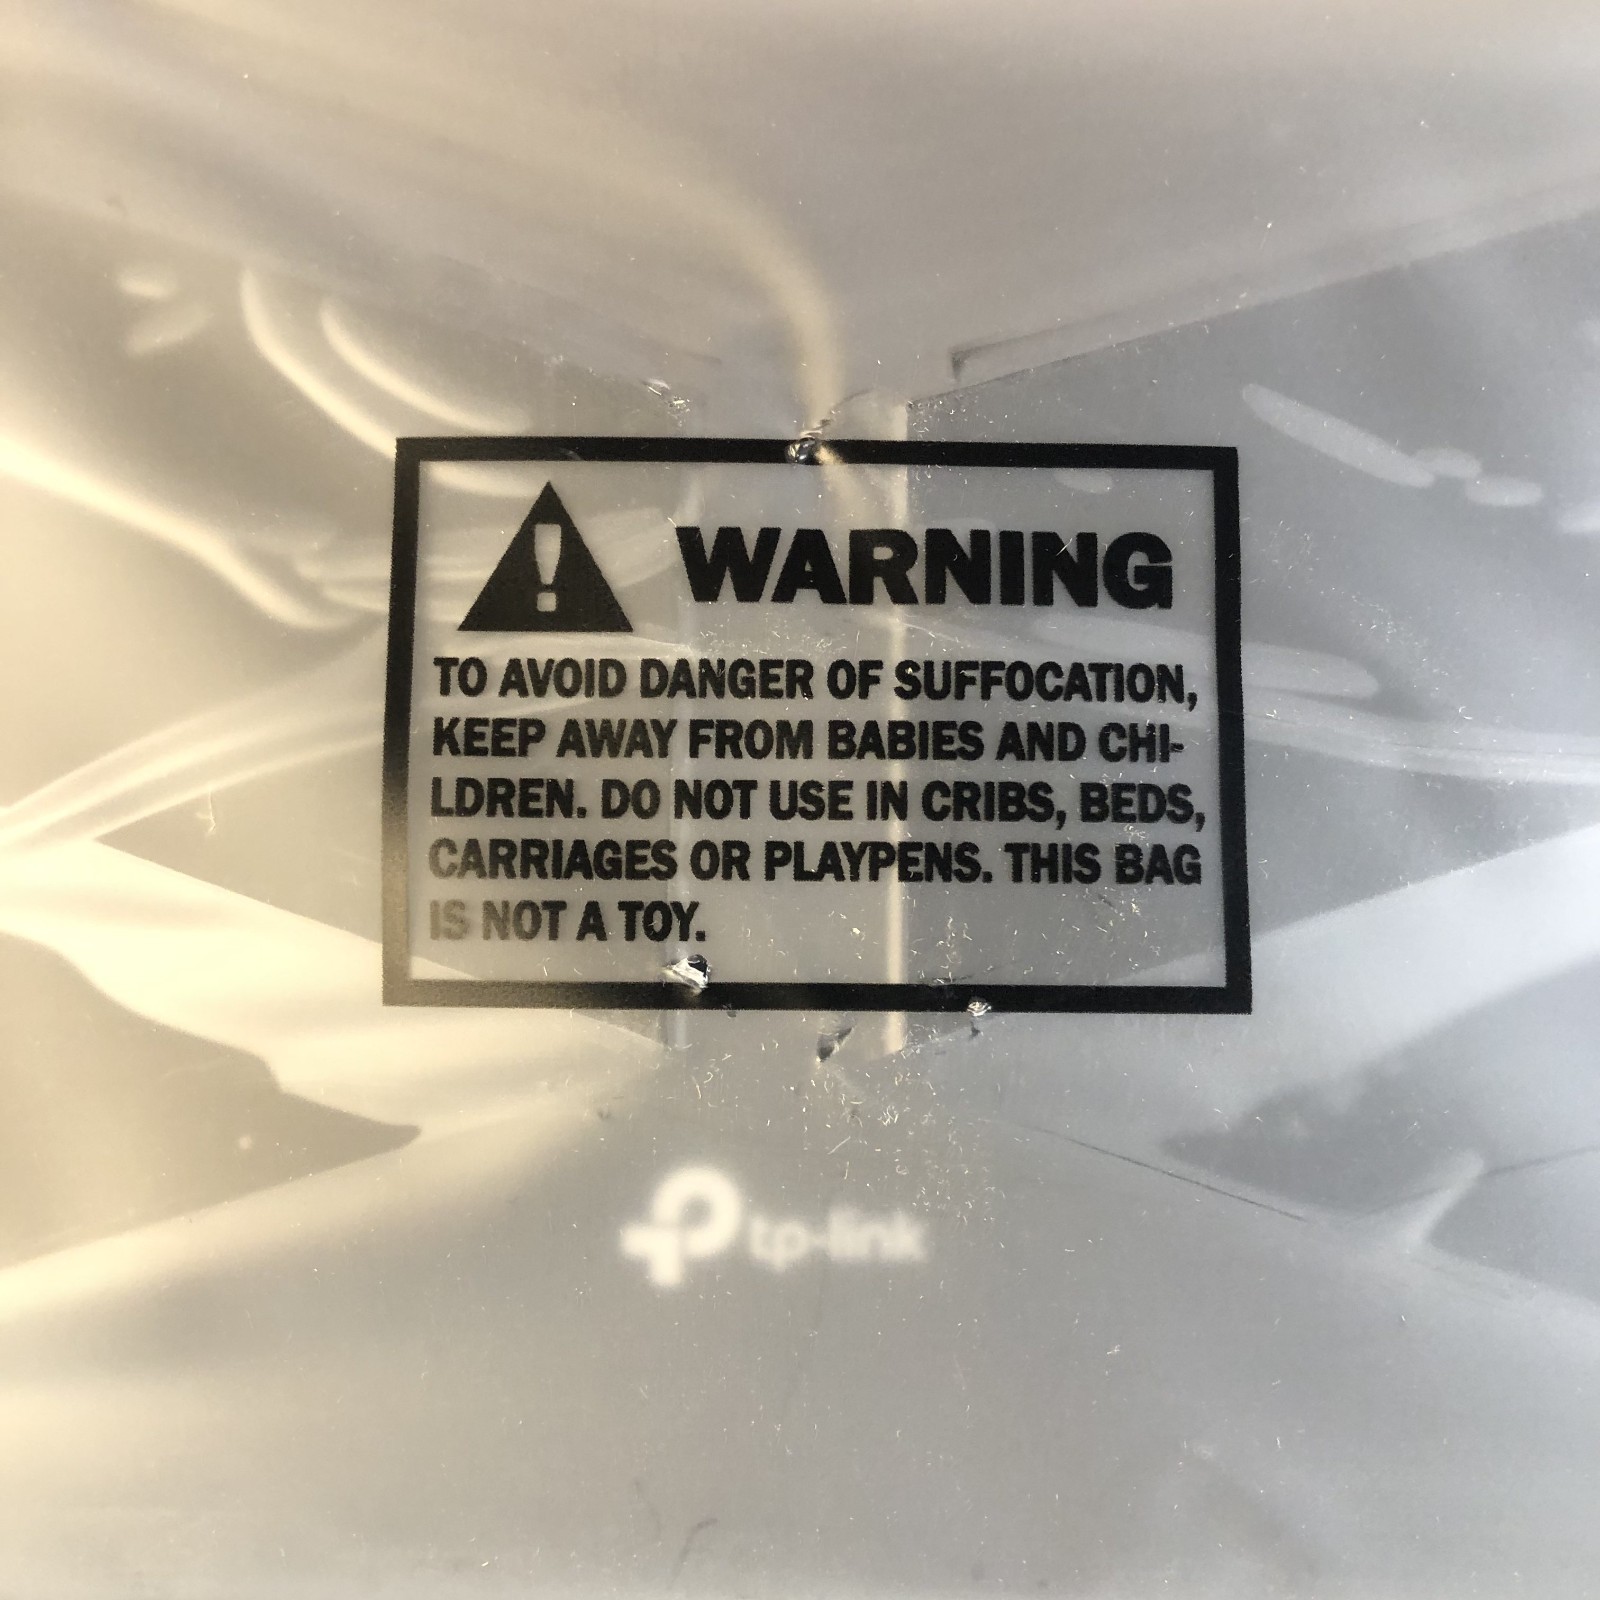 WARNING
TO AVOID DANGER OF SUFFOCATION,
KEEP AWAY FROM BABIES AND CHI-
LDREN. DO NOT USE IN CRIBS, BEDS,
CARRIAGES OR PLAYPENS. THIS BAG
IS NOT A TOY.
tp-link